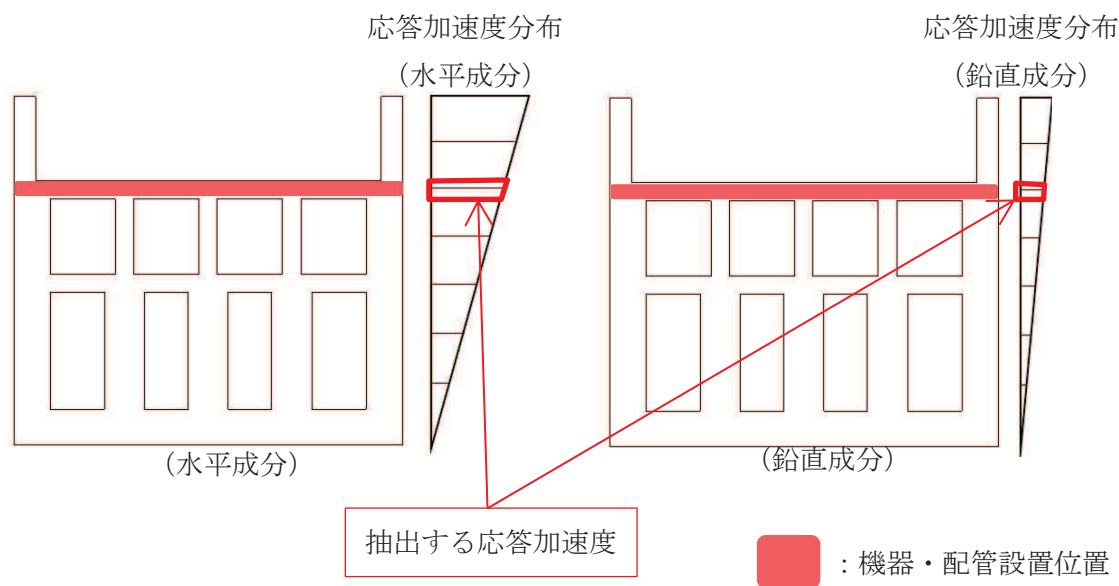 応答加速度分布
（水平成分）
応答加速度分布
（鉛直成分）
（水平成分）
（鉛直成分）
抽出する応答加速度
：機器・配管設置位置